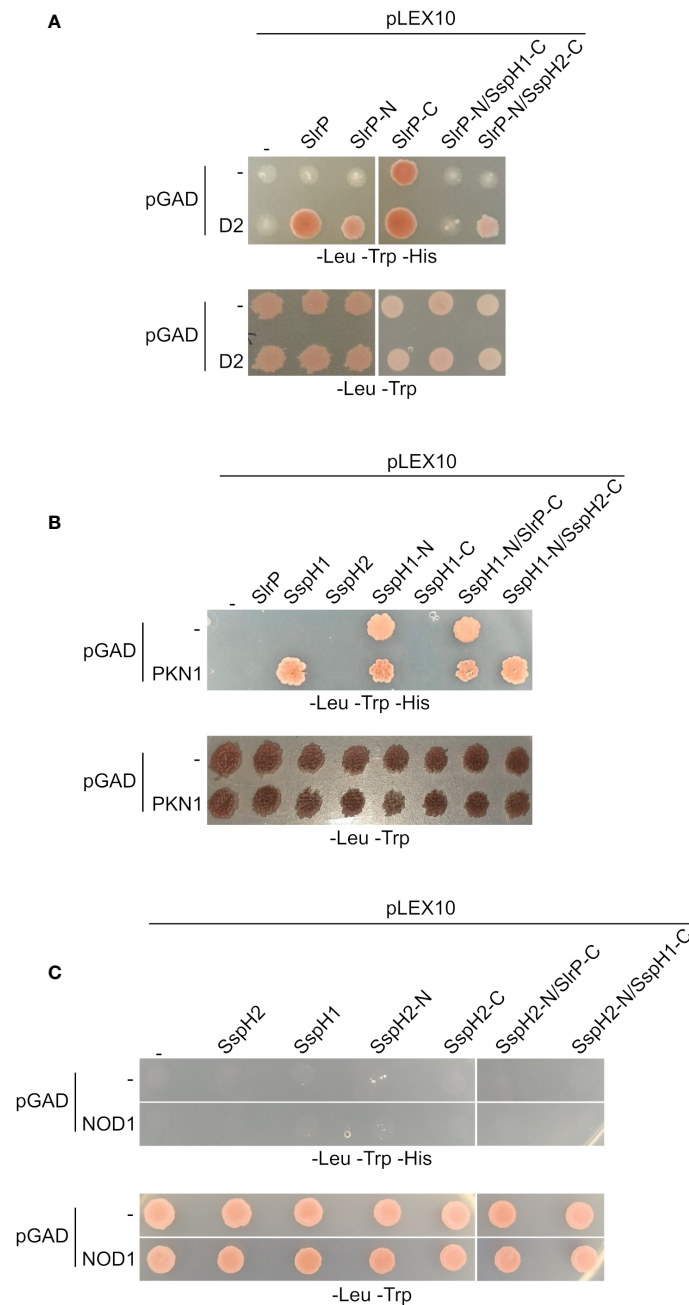 A
pLEX10
-
SlrP
SlrP-N
SlrP-C
SlrP-N/SspH1-C
SlrP-N/SspH2-C
pGAD
-
D2
-Leu -Trp -His
pGAD
-
D2
-Leu -Trp
B
pLEX10
-
SlrP
SspH1
SspH2
SspH1-N
SspH1-C
SspH1-N/SlrP-C
SspH1-N/SspH2-C
pGAD
-
PKN1
-Leu -Trp -His
pGAD
-
PKN1
-Leu -Trp
C
pLEX10
-
SspH2
SspH1
SspH2-N
SspH2-C
SspH2-N/SlrP-C
SspH2-N/SspH1-C
pGAD
-
NOD1
-Leu -Trp -His
pGAD
-
NOD1
-Leu -Trp